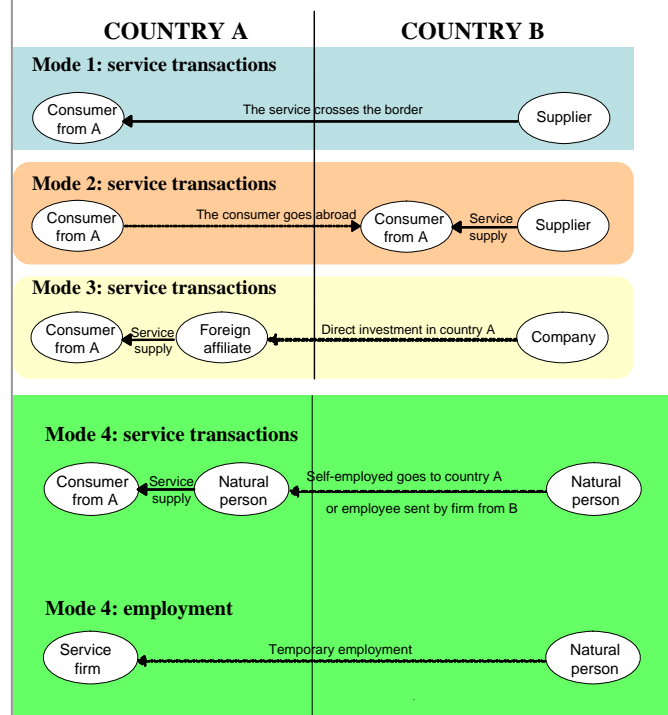 COUNTRY A
COUNTRY B
Mode 1: service transactions
Consumer
from A
The service crosses the border
Supplier
Mode 2: service transactions
Consumer
from A
The consumer goes abroad
Consumer
from A
Service
supply
Supplier
Mode 3: service transactions
Consumer
from A
Service
supply
Foreign
affiliate
Direct investment in country A
Company
Mode 4: service transactions
Consumer
from A
Service
supply
Natural
person
Self-employed goes to country A
or employee sent by firm from B
Natural
person
Mode 4: employment
Service
firm
Temporary employment
Natural
person